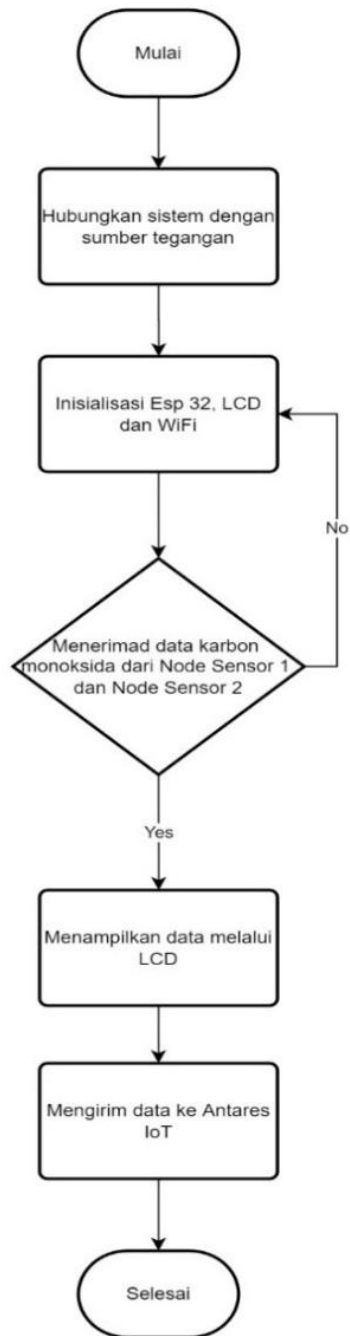 Mulai
Hubungkan sistem dengan
sumber tegangan
Inisialisasi Esp 32, LCD
dan WiFi
No
Menerimad data karbon
monoksida dari Node Sensor 1
dan Node Sensor 2
Yes
Menampilkan data melalui
LCD
Mengirim data ke Antares
IoT
Selesai